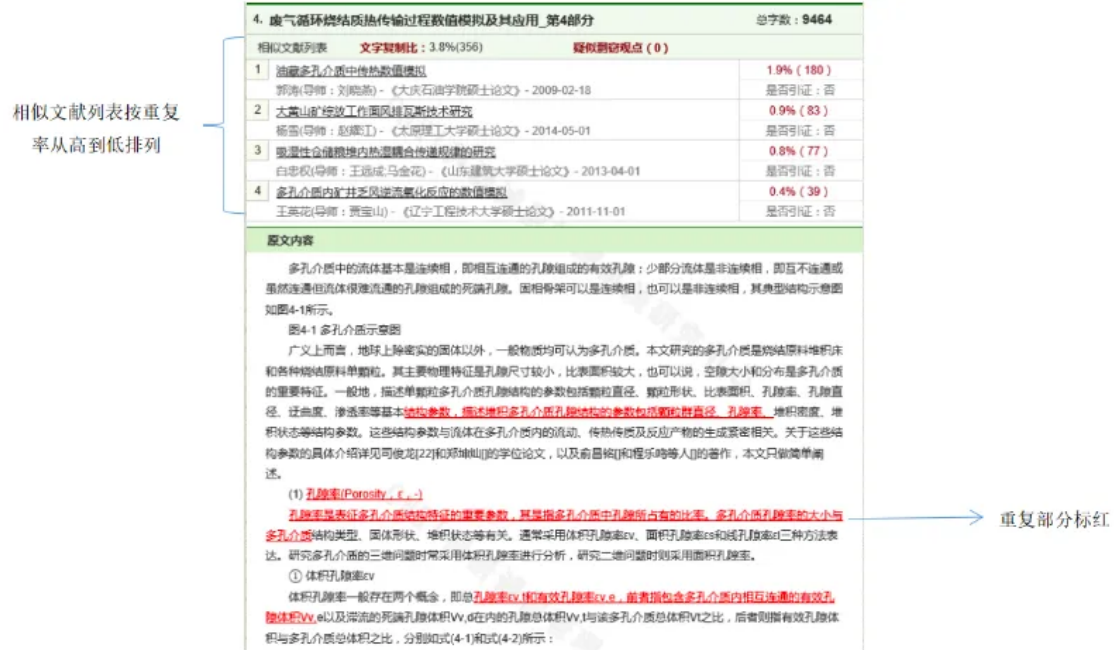 4. 废气循环烧结质热传输过程数值模拟及其应用_第4部分 总字数：9464
相似文献列表 文字复制比：3.8%(356) 疑似剽窃观点（0）
1 油藏多孔介质中传热数值模拟 1.9%（180）
郭涛(导师：刘晓燕) - 《大庆石油学院硕士论文》- 2009-02-18 是否引证：否
2 大黄山矿综放工作面风排瓦斯技术研究 0.9%（83）
杨雪(导师：赵耀江) - 《太原理工大学硕士论文》- 2014-05-01 是否引证：否
3 吸湿性仓储粮堆内热湿耦合传递规律的研究 0.8%（77）
白忠权(导师：王远成;马金花) - 《山东建筑大学硕士论文》- 2013-04-01 是否引证：否
4 多孔介质内矿井乏风逆流氧化反应的数值模拟 0.4%（39）
王英花(导师：贾宝山) - 《辽宁工程技术大学硕士论文》- 2011-11-01 是否引证：否
相似文献列表按重复
率从高到低排列
原文内容
多孔介质中的流体基本是连续相，即相互连通的孔隙组成的有效孔隙；少部分流体是非连续相，即互不连通或
虽然连通但流体很难流通的孔隙组成的死端孔隙。固相骨架可以是连续相，也可以是非连续相，其典型结构示意图
如图4-1所示。
图4-1 多孔介质示意图
广义上而言，地球上除密实的固体以外，一般物质均可认为多孔介质。本文研究的多孔介质是烧结原料堆积床
和各种烧结原料单颗粒。其主要物理特征是孔隙尺寸较小，比表面积较大，也可以说，空隙大小和分布是多孔介质
的重要特征。一般地，描述单颗粒多孔介质孔隙结构的参数包括颗粒直径、颗粒形状、比表面积、孔隙率、孔隙直
径、迂曲度、渗透率等基本结构参数，描述堆积多孔介质孔隙结构的参数包括颗粒群直径、孔隙率、堆积密度、堆
积状态等结构参数。这些结构参数与流体在多孔介质内的流动、传热传质及反应产物的生成紧密相关。关于这些结
构参数的具体介绍详见司俊龙[22]和郑坤灿[]的学位论文，以及俞昌铭[]和程乐鸣等人[]的著作，本文只做简单阐
述。
(1) 孔隙率(Porosity，ε，-)
孔隙率是表征多孔介质结构特征的重要参数，其是指多孔介质中孔隙所占有的比率。多孔介质孔隙率的大小与
多孔介质结构类型、固体形状、堆积状态等有关。通常采用体积孔隙率εv、面积孔隙率εs和线孔隙率εl三种方法表
达。研究多孔介质的三维问题时常采用体积孔隙率进行分析，研究二维问题时则采用面积孔隙率。
重复部分标红
① 体积孔隙率εv
体积孔隙率一般存在两个概念，即总孔隙率εv,t和有效孔隙率εv,e，前者指包含多孔介质内相互连通的有效孔
隙体积Vv,e以及滞流的死端孔隙体积Vv,d在内的孔隙总体积Vv,t与该多孔介质总体积Vt之比，后者则指有效孔隙体
积与多孔介质总体积之比，分别如式(4-1)和式(4-2)所示：